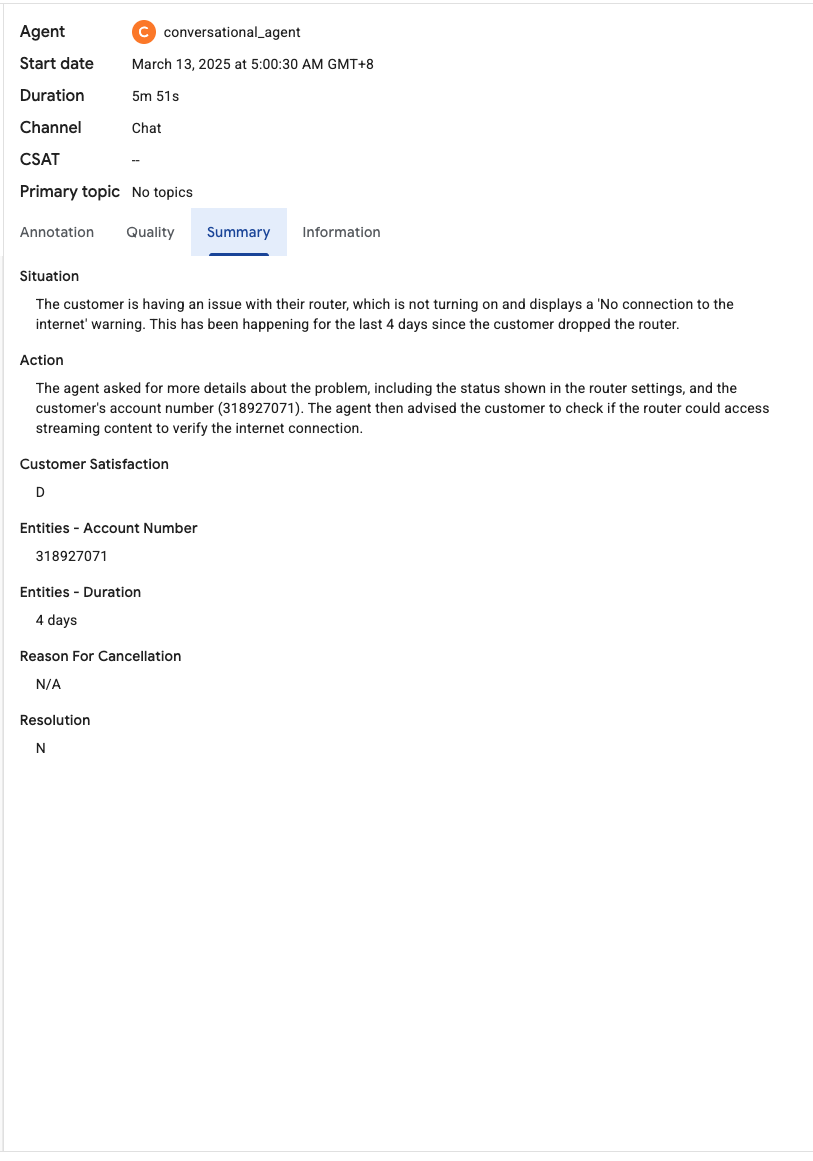 Agent C conversational_agent
Start date March 13, 2025 at 5:00:30 AM GMT+8
Duration 5m 51s
Channel Chat
CSAT --
Primary topic No topics
Annotation Quality Summary Information
Situation
The customer is having an issue with their router, which is not turning on and displays a 'No connection to the
internet' warning. This has been happening for the last 4 days since the customer dropped the router.
Action
The agent asked for more details about the problem, including the status shown in the router settings, and the
customer's account number (318927071). The agent then advised the customer to check if the router could access
streaming content to verify the internet connection.
Customer Satisfaction
D
Entities - Account Number
318927071
Entities - Duration
4 days
Reason For Cancellation
N/A
Resolution
N